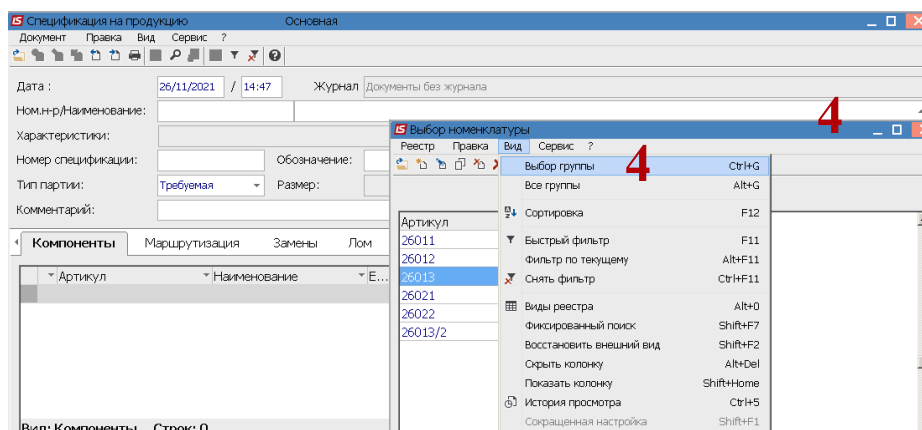 Спецификация на продукцию Основная
Документ Правка Вид Сервис ?
Дата : 26/11/2021 / 14:47 Журнал Документы без журнала
Ном.н-р/Наименование:
4
Выбор номенклатуры
Характеристики:
Реестр Правка Вид Сервис ?
Номер спецификации: Обозначение:
Выбор группы Ctrl+G
4
Тип партии: Требуемая Размер:
Все группы Alt+G
Комментарий:
Сортировка F12
Артикул
Компоненты Маршрутизация Замены Лом
26011
Быстрый фильтр F11
26012
Фильтр по текущему Alt+F11
Артикул Наименование Е...
26013
Снять фильтр Ctrl+F11
26021
Виды реестра Alt+0
26022
Фиксированный поиск Shift+F7
26013/2
Восстановить внешний вид Shift+F2
Скрыть колонку Alt+Del
Показать колонку Shift+Home
История просмотра Ctrl+5
Сокращенная настройка Shift+F1
Вид: Компоненты Строк: 0